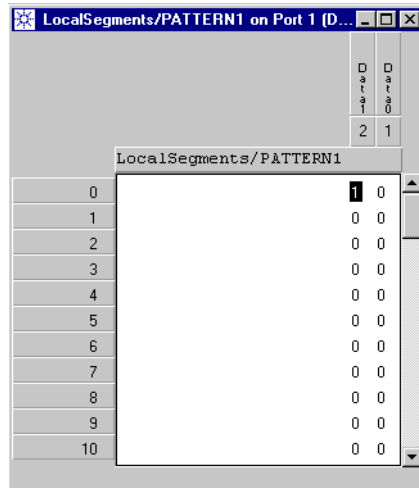 LocalSegments/PATTERN1 on Port 1 (D...
Data1 Data0
2 1
LocalSegments/PATTERN1
0 1 0
1 0 0
2 0 0
3 0 0
4 0 0
5 0 0
6 0 0
7 0 0
8 0 0
9 0 0
10 0 0